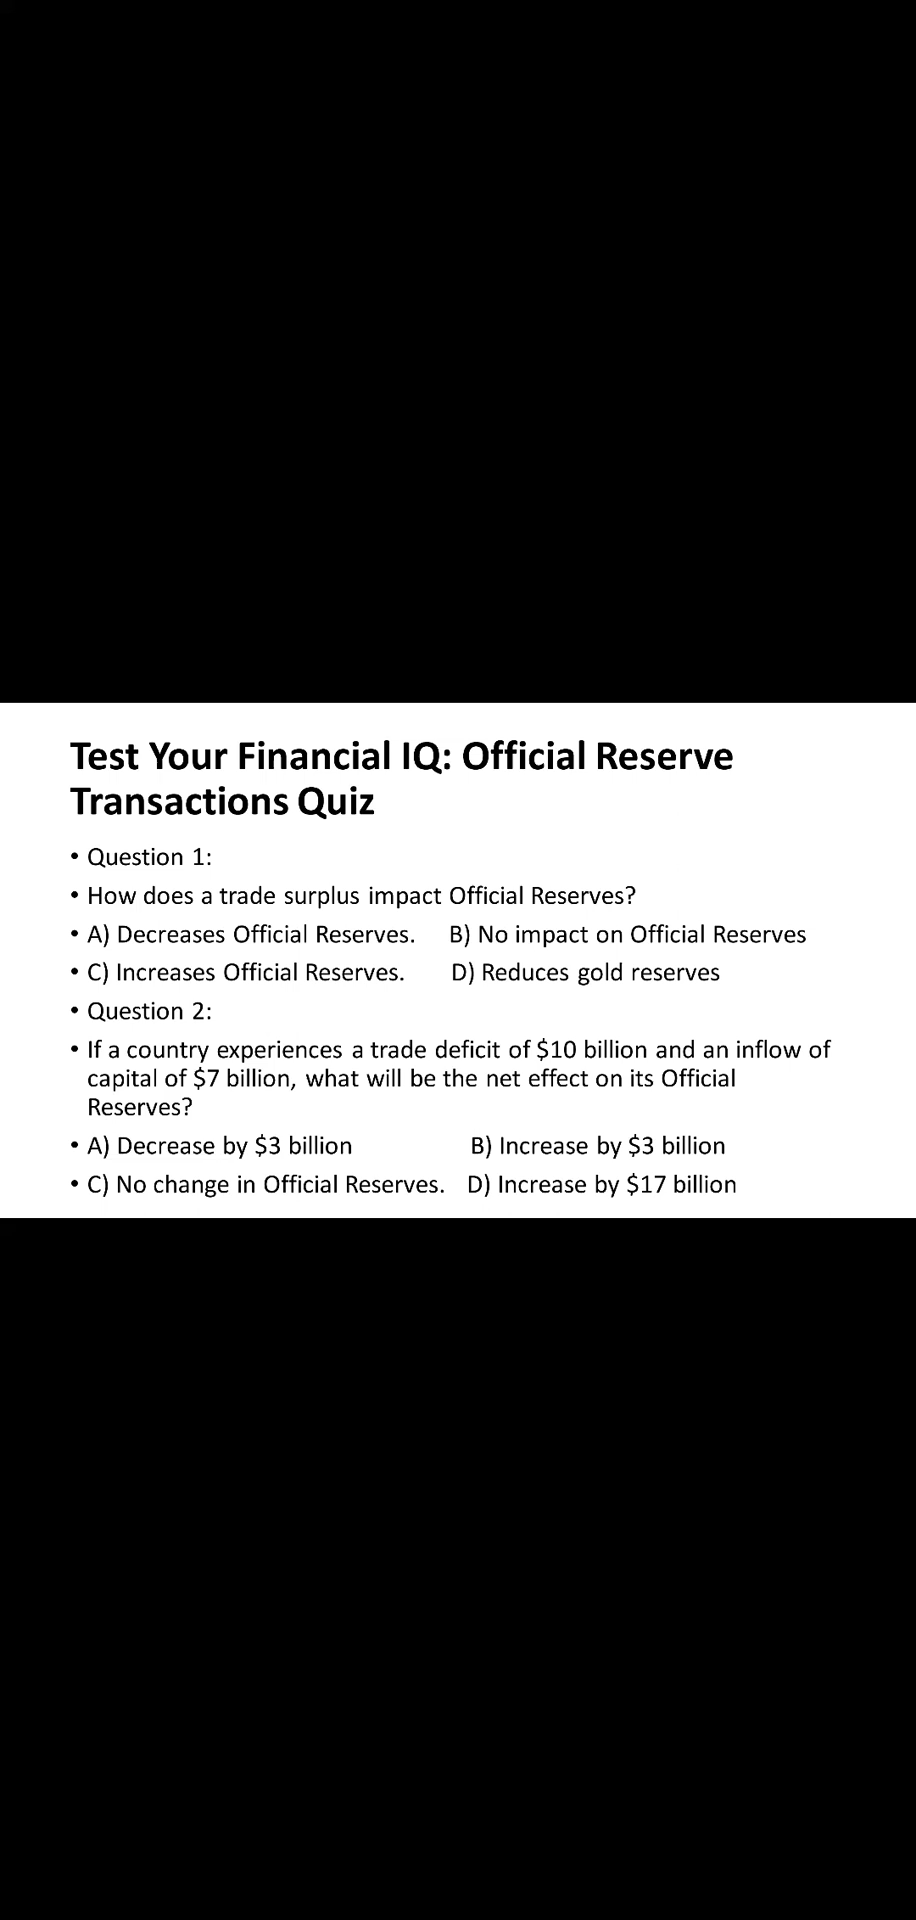 Test Your Financial IQ: Official Reserve
Transactions Quiz
• Question 1:
• How does a trade surplus impact Official Reserves?
• A) Decreases Official Reserves. B) No impact on Official Reserves
• C) Increases Official Reserves. D) Reduces gold reserves
• Question 2:
• If a country experiences a trade deficit of $10 billion and an inflow of
capital of $7 billion, what will be the net effect on its Official
Reserves?
• A) Decrease by $3 billion B) Increase by $3 billion
• C) No change in Official Reserves. D) Increase by $17 billion